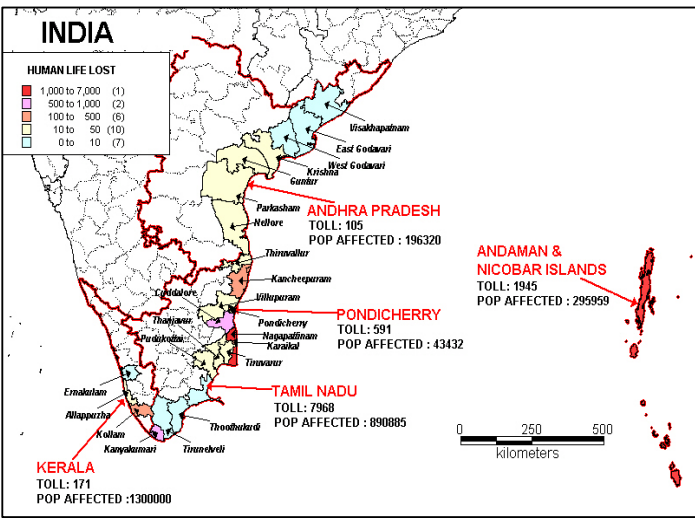 INDIA
HUMAN LIFE LOST
1,000 to 7,000 (1)
500 to 1,000 (2)
100 to 500 (6)
10 to 50 (10)
0 to 10 (7)
Visakhapatnam
East Godavari
West Godavari
Krishna
Guntur
Parkasham
Nellore
ANDHRA PRADESH
TOLL: 105
POP AFFECTED : 196320
Thiruvallur
Kancheepuram
Cuddalore
Villupuram
Thanjavur
Pondicherry
Pudukottai
Nagapattinam
Karaikal
Tiruvarur
PONDICHERRY
TOLL: 591
POP AFFECTED : 43432
ANDAMAN &
NICOBAR ISLANDS
TOLL: 1945
POP AFFECTED : 295959
Ernakulam
Allappuzha
Kollam
Kanyakumari
Tirunelveli
Thoothukudi
TAMIL NADU
TOLL: 7968
POP AFFECTED : 890885
KERALA
TOLL: 171
POP AFFECTED :1300000
0 250 500
kilometers